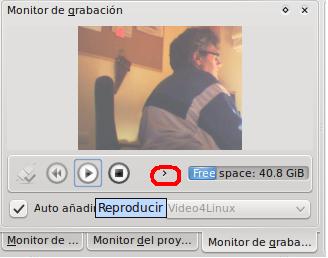 Monitor de grabación
Free space: 40.8 GiB
Auto añadir
Reproducir
Video4Linux
Monitor de ...
Monitor del proy...
Monitor de graba...